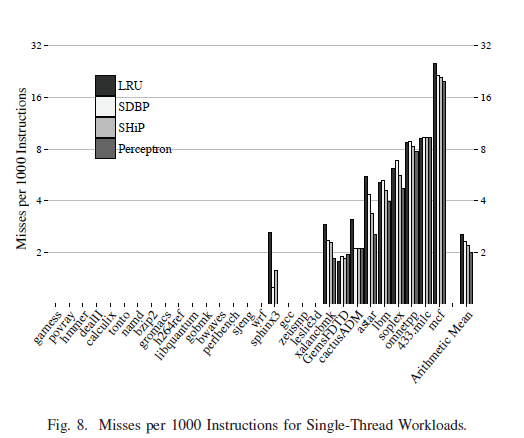 Misses per 1000 Instructions
32
16
8
4
2
32
16
8
4
2
LRU
SDBP
SHiP
Perceptron
gamess
povray
hmmer
dealII
calculix
tonto
namd
bzip2
gromacs
h264ref
libquantum
gobmk
bwaves
perlbench
sjeng
wrf
sphinx3
gcc
zeusmp
leslie3d
xalancbmk
GemsFDTD
cactusADM
astar
lbm
soplex
omnetpp
433.milc
mcf
Arithmetic Mean
Fig. 8. Misses per 1000 Instructions for Single-Thread Workloads.